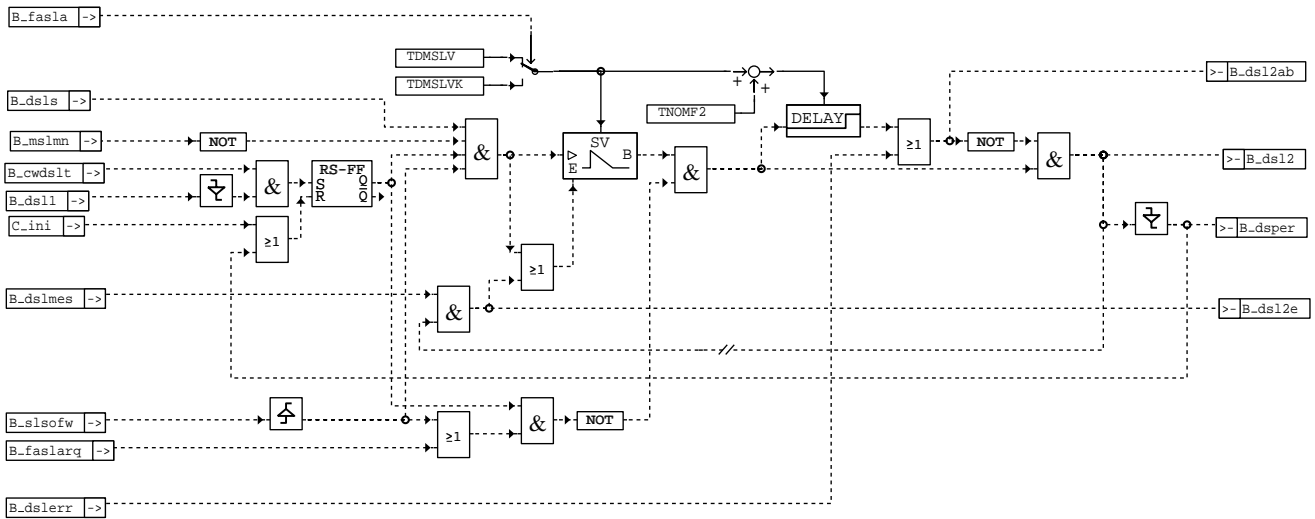 B_fasla ->
TDMSLV
TDMSLVK
+
+
>- B_dsl2ab
B_dsls ->
TNOMF2
DELAY
B_mslmn ->
NOT
&
SV
B
E
&
≥1
NOT
&
>- B_dsl2
B_cwdslt ->
RS-FF
S Q
R Q
&
B_dsl1 ->
C_ini ->
≥1
>- B_dsper
≥1
B_dslmes ->
&
>- B_dsl2e
B_slsofw ->
&
NOT
≥1
B_faslarq ->
B_dslerr ->